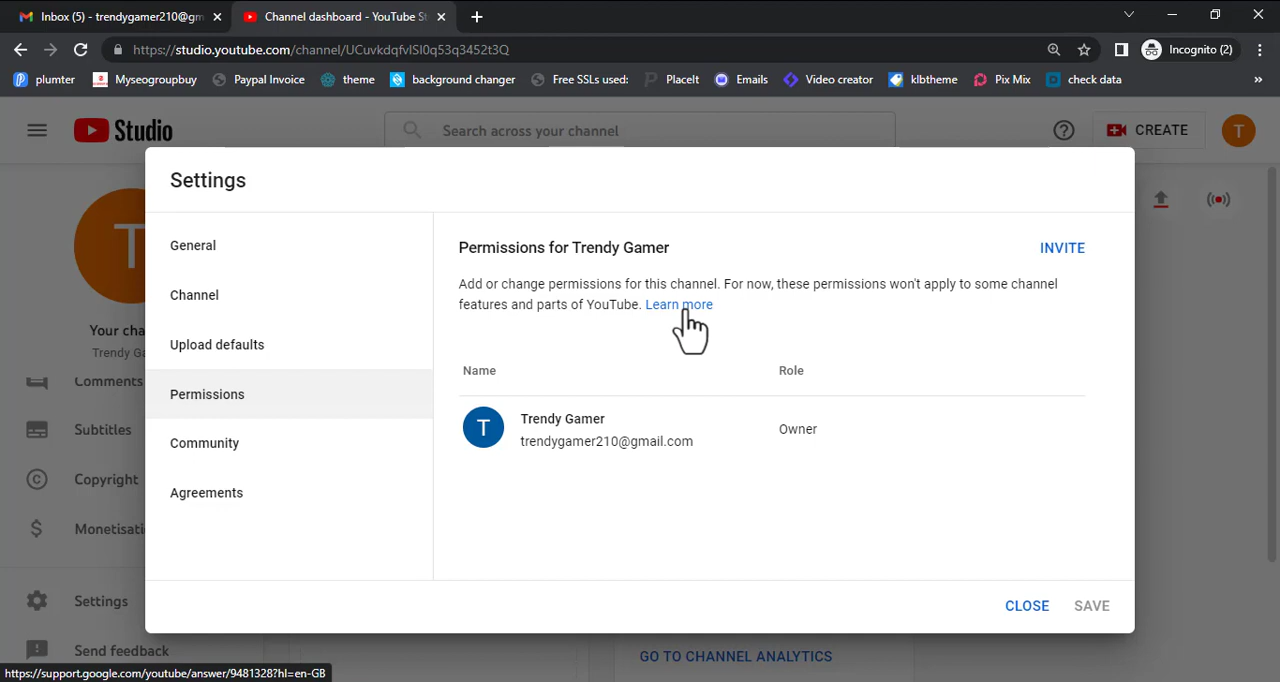 Inbox (5) - trendygamer210@gm
Channel dashboard - YouTube St
https://studio.youtube.com/channel/UCuvkdqfvISl0q53q3452t3Q
Incognito (2)
plumter
Myseogroupbuy
Paypal Invoice
theme
background changer
Free SSLs used:
PlaceIt
Emails
Video creator
klbtheme
Pix Mix
check data
Studio
Search across your channel
CREATE
T
T
Your cha
Trendy Ga
Comments
Subtitles
Copyright
Monetisati
Settings
Send feedback
Settings
General
Channel
Upload defaults
Permissions
Community
Agreements
Permissions for Trendy Gamer
INVITE
Add or change permissions for this channel. For now, these permissions won't apply to some channel
features and parts of YouTube. Learn more
Name
Role
T
Trendy Gamer
trendygamer210@gmail.com
Owner
CLOSE
SAVE
GO TO CHANNEL ANALYTICS
https://support.google.com/youtube/answer/9481328?hl=en-GB